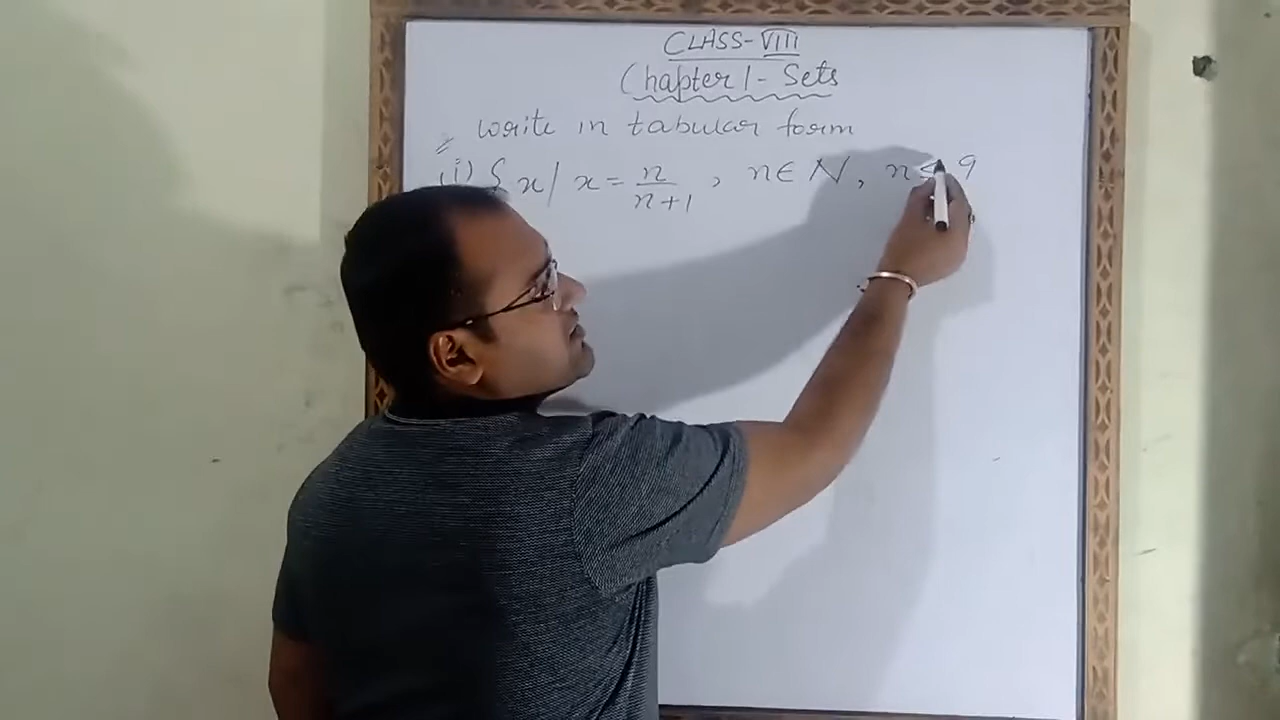 CLASS-VIII
Chapter 1 - Sets
write in tabular form
(i) { x / x = n/n+1 , n ∈ N, n 9